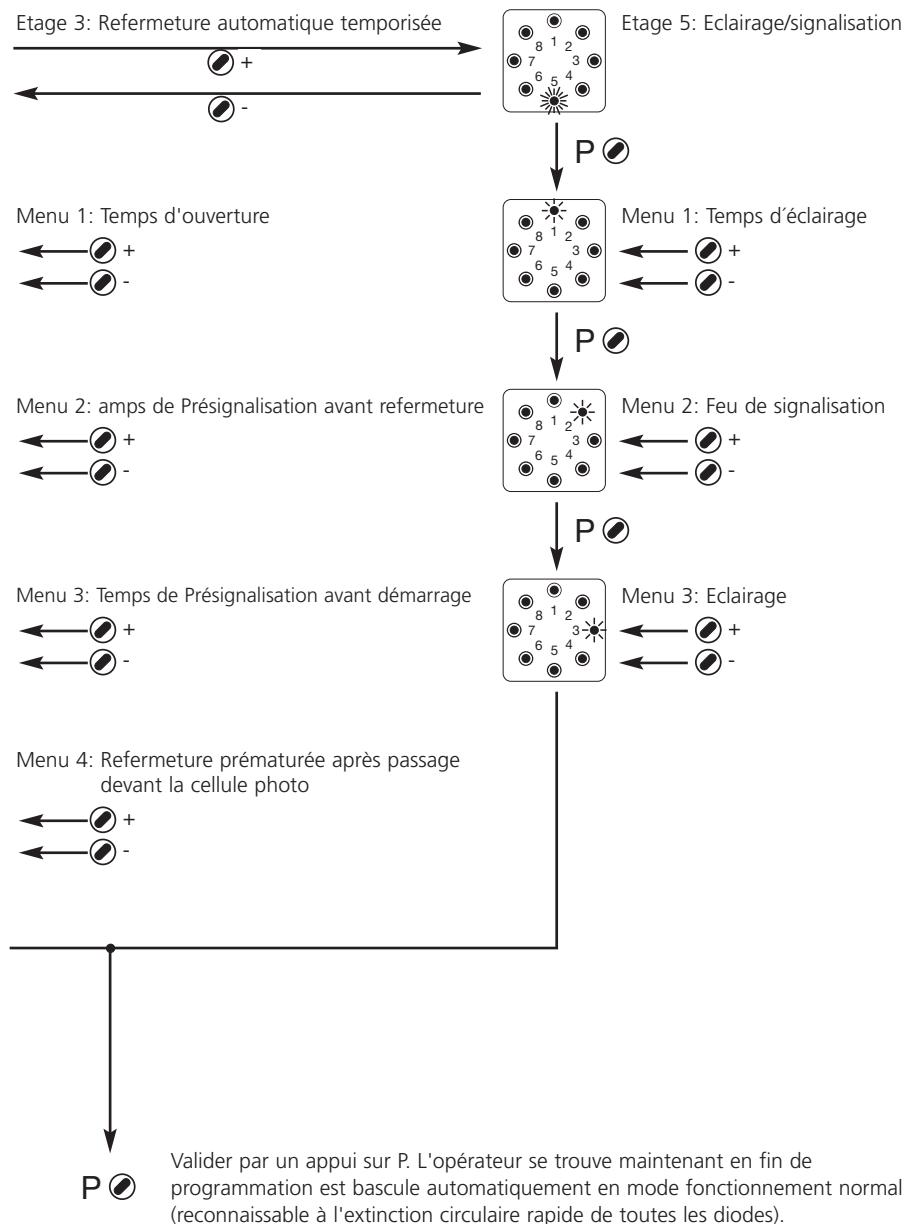 Etage 3: Refermeture automatique temporisée
+
-
Etage 5: Eclairage/signalisation
8 1 2
7 3
6 5 4
P
Menu 1: Temps d'ouverture
+
-
8 1 2
7 3
6 5 4
Menu 1: Temps d´éclairage
+
-
P
Menu 2: amps de Présignalisation avant refermeture
+
-
8 1 2
7 3
6 5 4
Menu 2: Feu de signalisation
+
-
P
Menu 3: Temps de Présignalisation avant démarrage
+
-
8 1 2
7 3
6 5 4
Menu 3: Eclairage
+
-
Menu 4: Refermeture prématurée après passage
devant la cellule photo
+
-
P
Valider par un appui sur P. L'opérateur se trouve maintenant en fin de
programmation est bascule automatiquement en mode fonctionnement normal
(reconnaissable à l'extinction circulaire rapide de toutes les diodes).